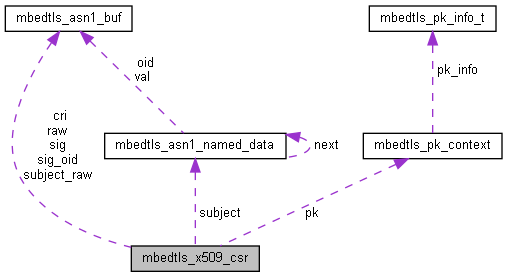 mbedtls_asn1_buf
mbedtls_pk_info_t
oid
val
pk_info
cri
raw
sig
sig_oid
subject_raw
mbedtls_asn1_named_data
next
mbedtls_pk_context
subject
pk
mbedtls_x509_csr